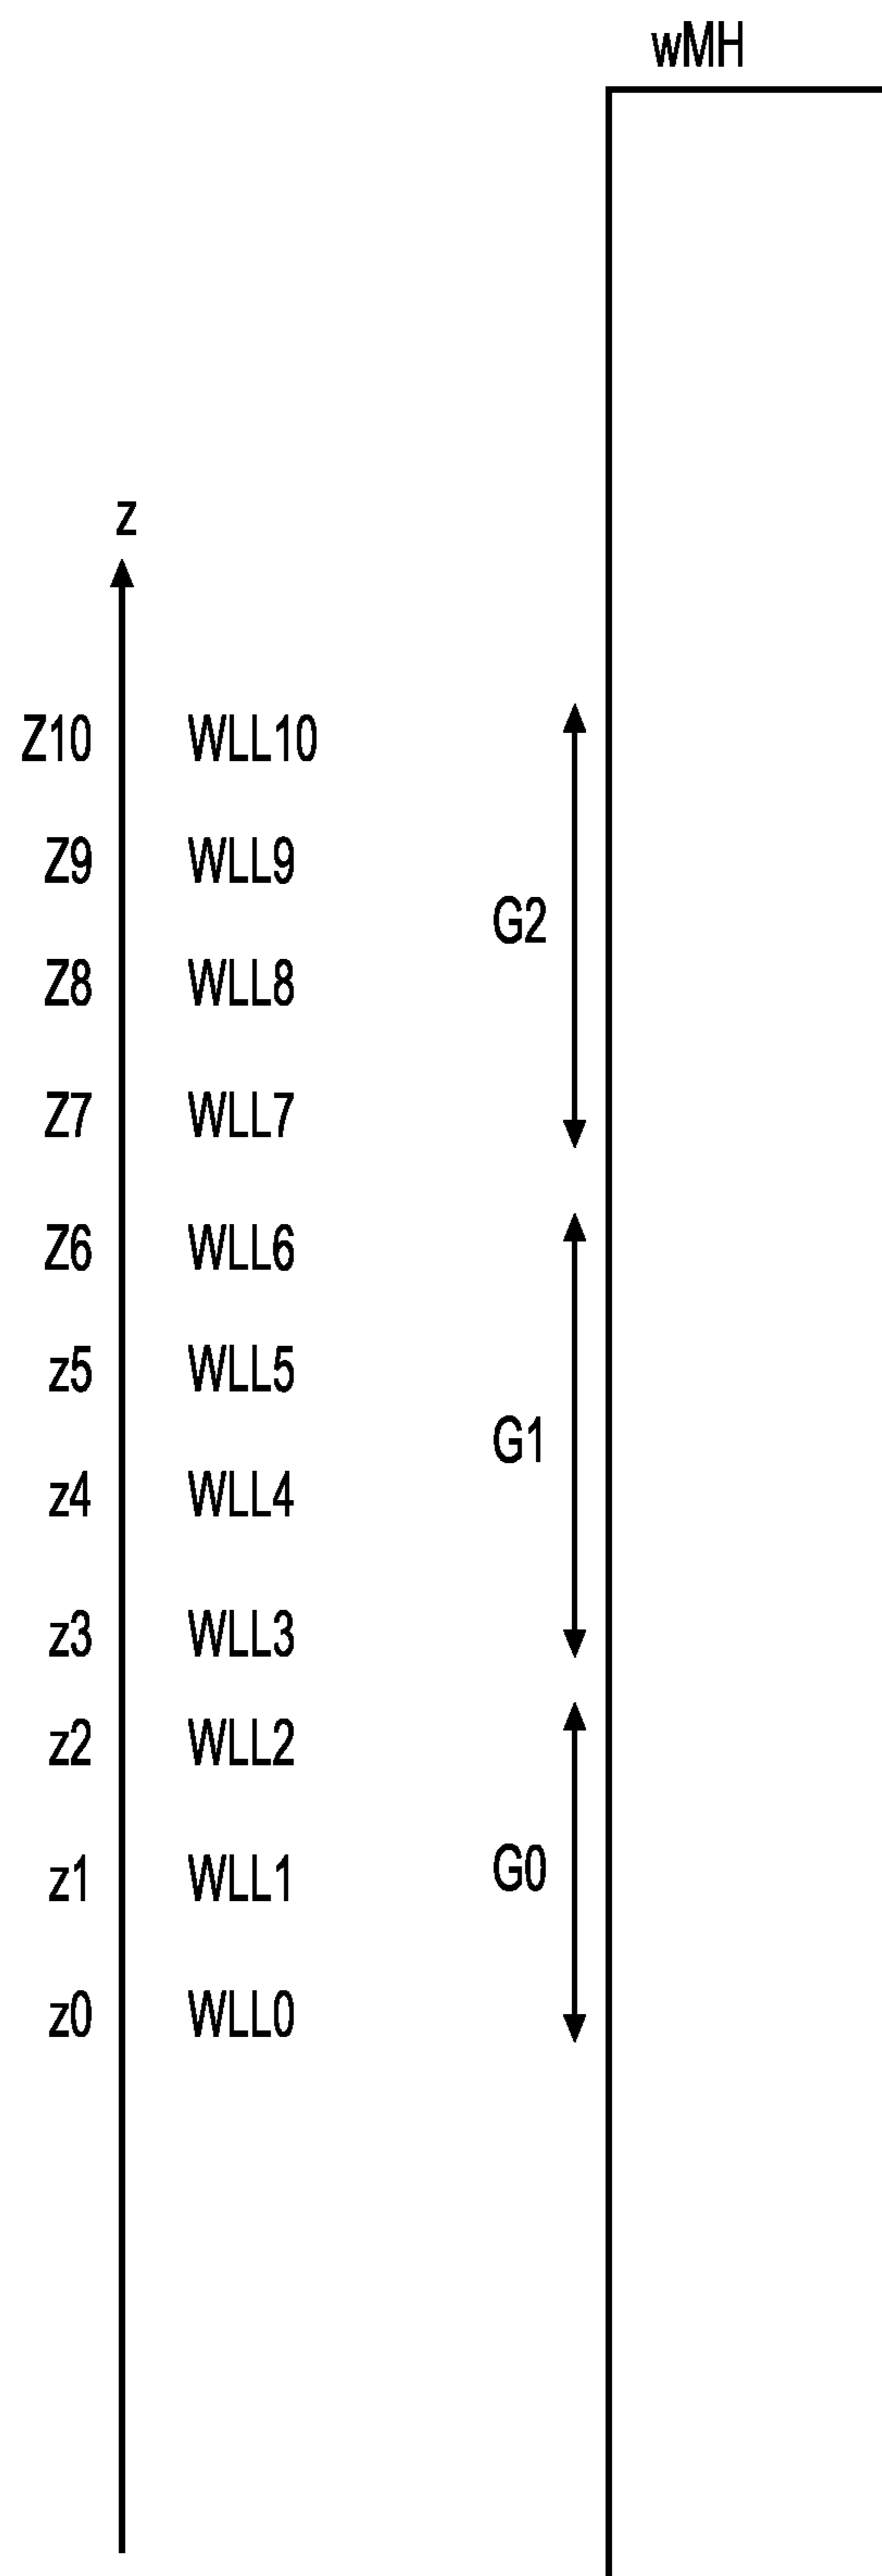 wMH
z
Z10 WLL10
Z9 WLL9
Z8 WLL8
G2
Z7 WLL7
Z6 WLL6
z5 WLL5
G1
z4 WLL4
z3 WLL3
z2 WLL2
G0
z1 WLL1
z0 WLL0